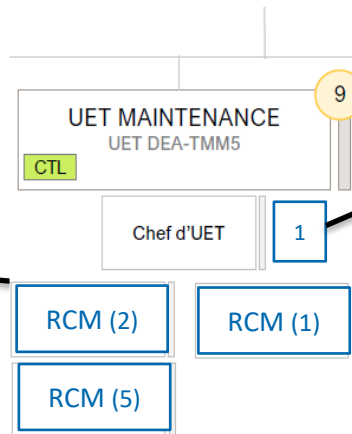 9
UET MAINTENANCE
UET DEA-TMM5
CTL
Chef d'UET
1
RCM (2)
RCM (1)
RCM (5)